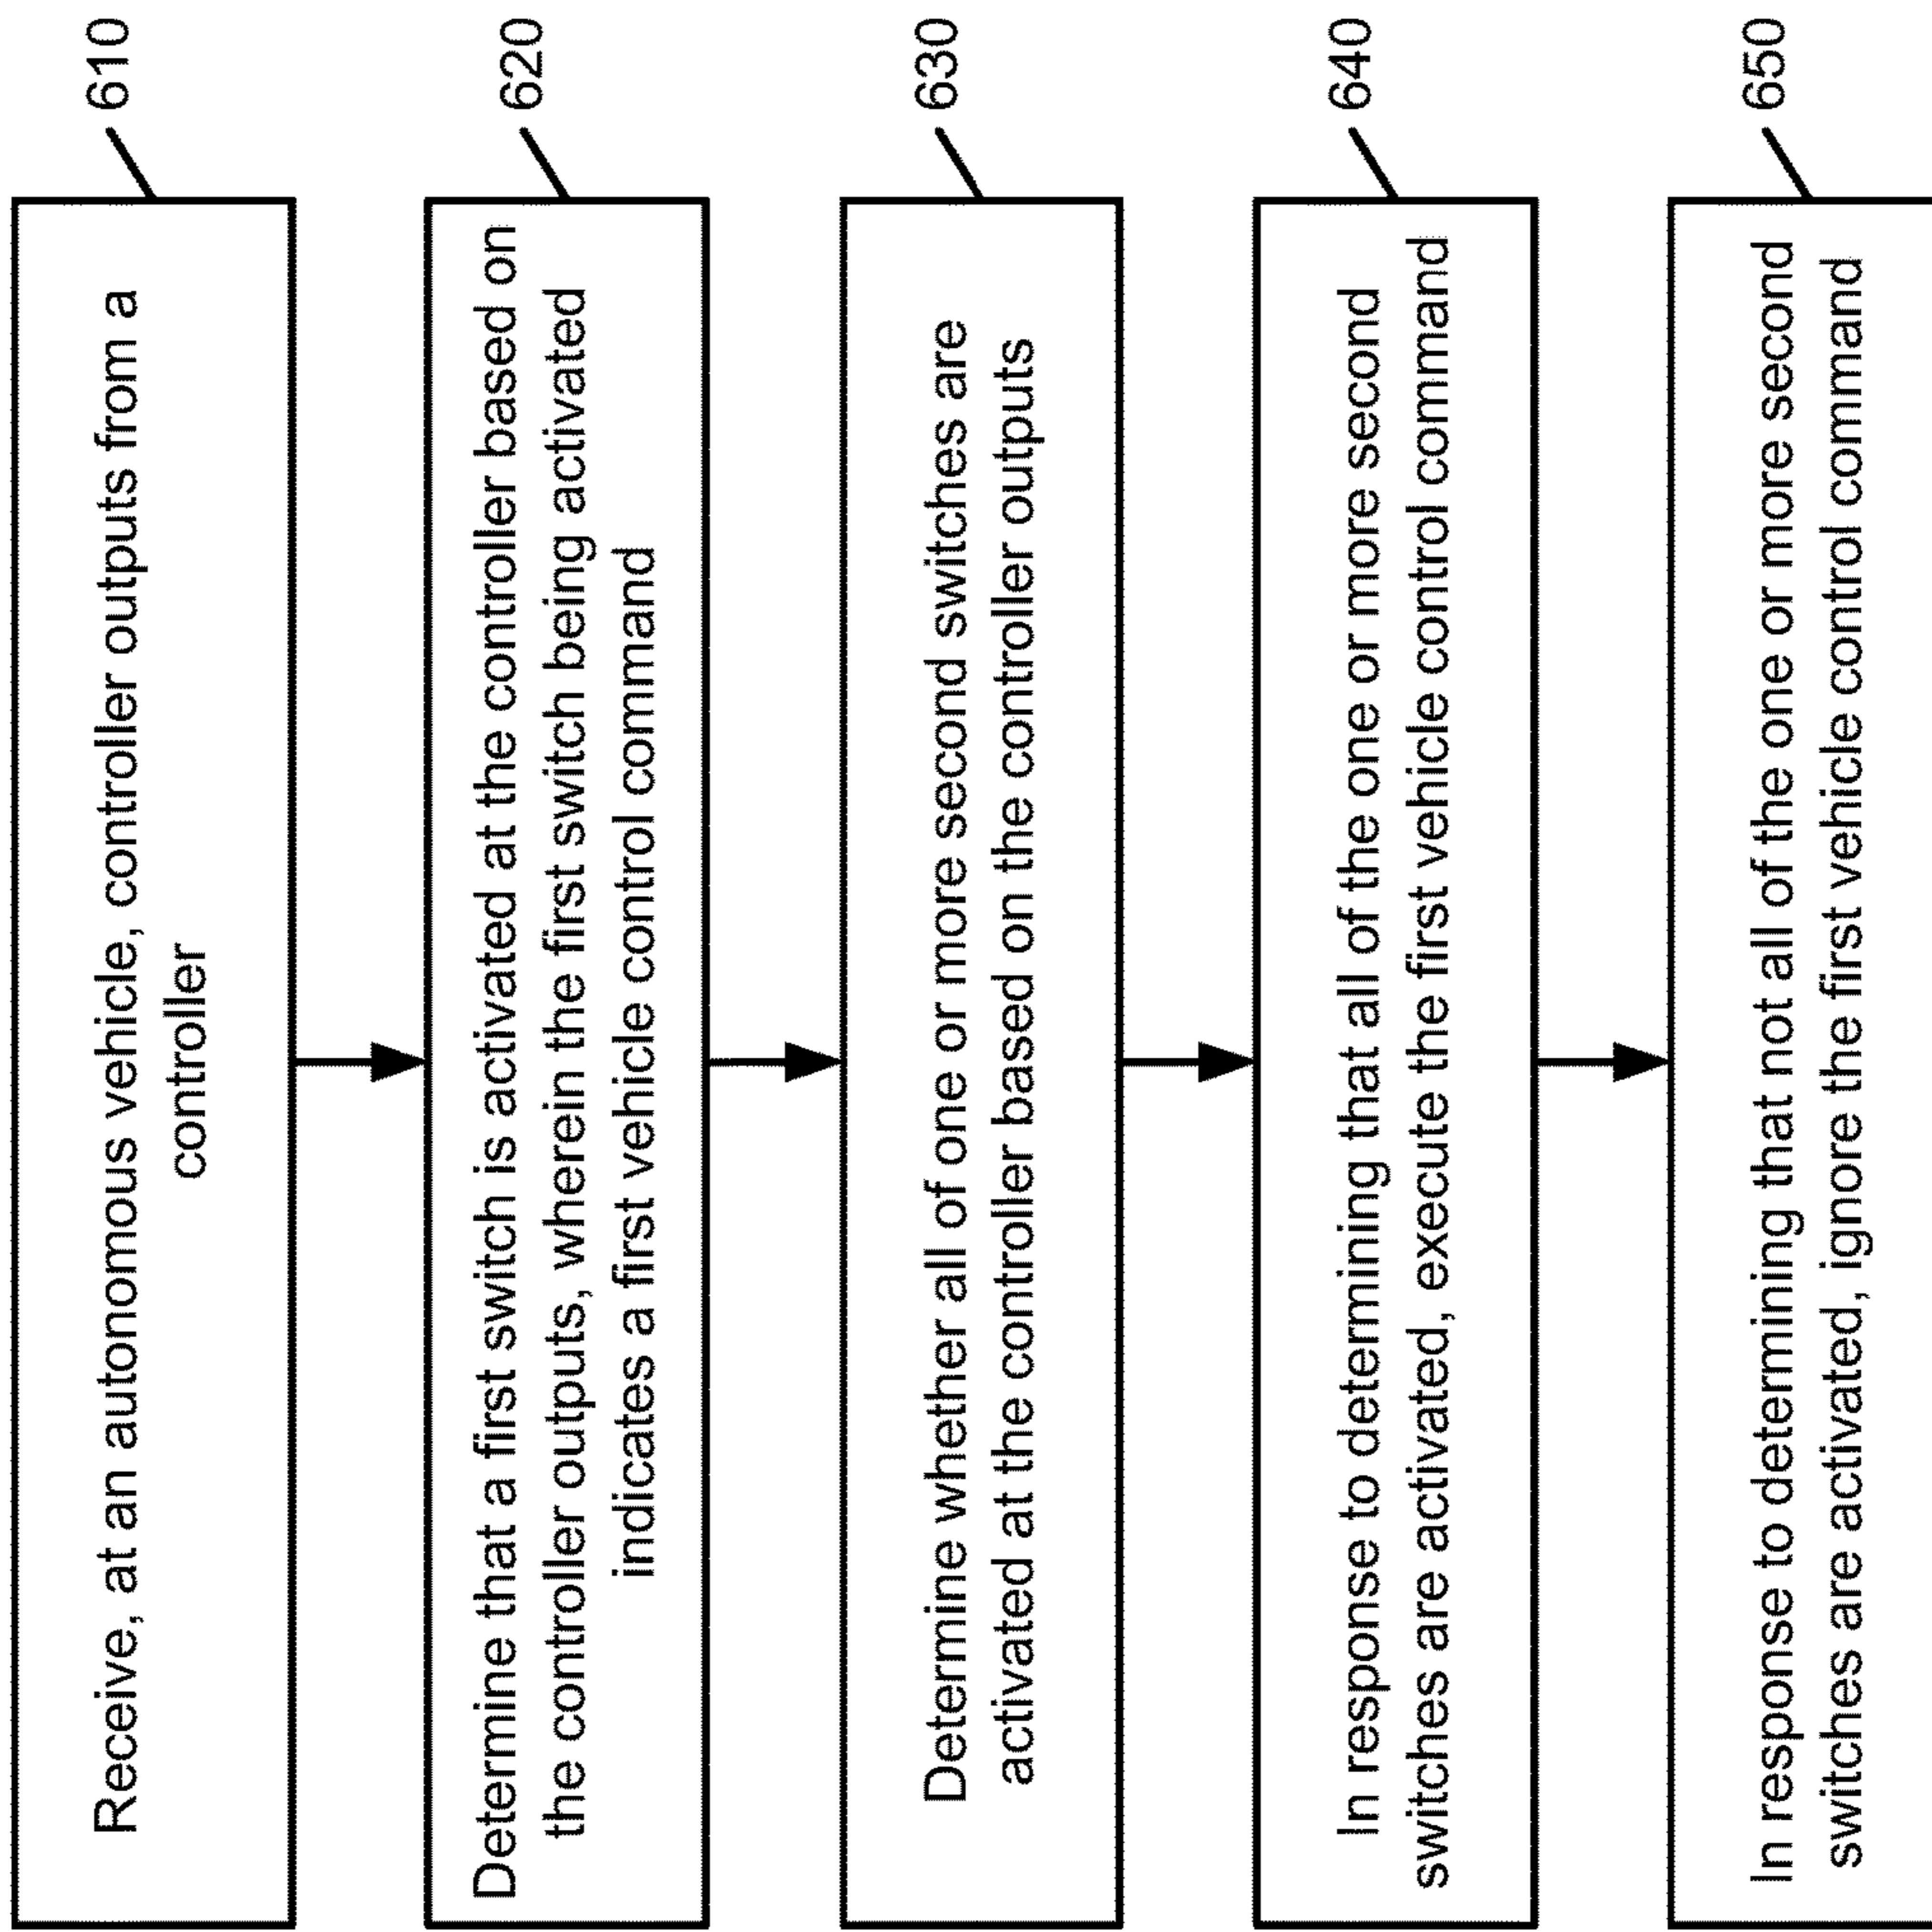 Receive, at an autonomous vehicle, controller outputs from a
controller
610
Determine that a first switch is activated at the controller based on
the controller outputs, wherein the first switch being activated
indicates a first vehicle control command
620
Determine whether all of one or more second switches are
activated at the controller based on the controller outputs
630
In response to determining that all of the one or more second
switches are activated, execute the first vehicle control command
640
In response to determining that not all of the one or more second
switches are activated, ignore the first vehicle control command
650